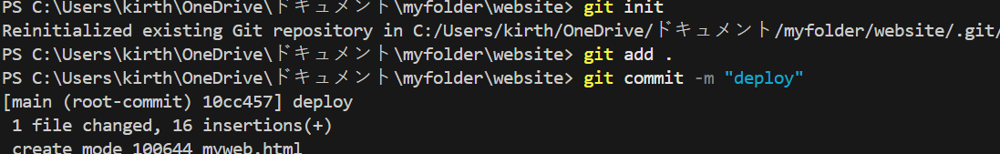 PS C:\Users\kirth\OneDrive\ドキュメント\myfolder\website> git init
Reinitialized existing Git repository in C:/Users/kirth/OneDrive/ドキュメント/myfolder/website/.git/
PS C:\Users\kirth\OneDrive\ドキュメント\myfolder\website> git add .
PS C:\Users\kirth\OneDrive\ドキュメント\myfolder\website> git commit -m "deploy"
[main (root-commit) 10cc457] deploy
 1 file changed, 16 insertions(+)
 create mode 100644 myweb.html